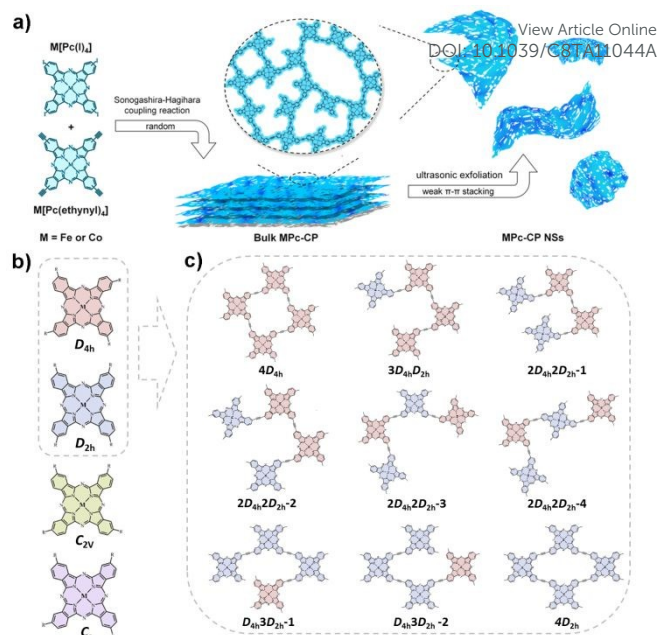 View Article Online
DOI: 10.1039/C8TA11044A
a)
M[Pc(I)₄]
+
M[Pc(ethynyl)₄]
M = Fe or Co
Sonogashira-Hagihara
coupling reaction
random
Bulk MPc-CP
ultrasonic exfoliation
weak π-π stacking
MPc-CP NSs
b)
D4h
D2h
C2V
c)
4D4h
3D4hD2h
2D4h2D2h-1
2D4h2D2h-2
2D4h2D2h-3
2D4h2D2h-4
D4h3D2h-1
D4h3D2h-2
4D2h